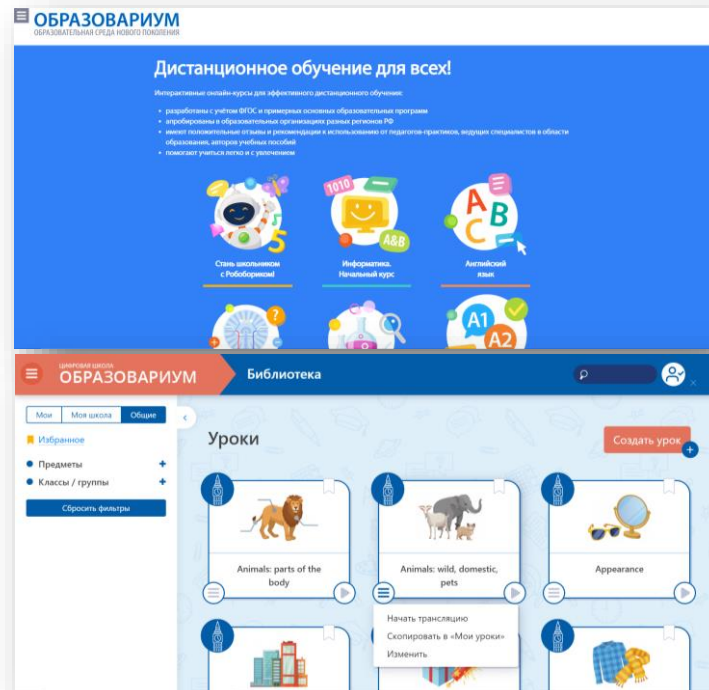 ОБРАЗОВАРИУМ
ОБРАЗОВАТЕЛЬНАЯ СРЕДА НОВОГО ПОКОЛЕНИЯ
Дистанционное обучение для всех!
Интерактивные онлайн-курсы для эффективного дистанционного обучения:
• разработаны с учётом ФГОС и примерных основных образовательных программ
• апробированы в образовательных организациях разных регионов РФ
• имеют положительные отзывы и рекомендации к использованию от педагогов-практиков, ведущих специалистов в области
образования, авторов учебных пособий
• помогают учиться легко и с увлечением
5
1010
A&B
A B
C
Стань школьником
с Робобориком!
Информатика.
Начальный курс
Английский
язык
?
A1
A2
ЦИФРОВАЯ ШКОЛА
ОБРАЗОВАРИУМ
Библиотека
Мои Моя школа Общие
Избранное
Уроки
Создать урок
Предметы +
Классы / группы +
Сбросить фильтры
Animals: parts of the
body
Animals: wild, domestic,
pets
Appearance
Начать трансляцию
Скопировать в «Мои уроки»
Изменить